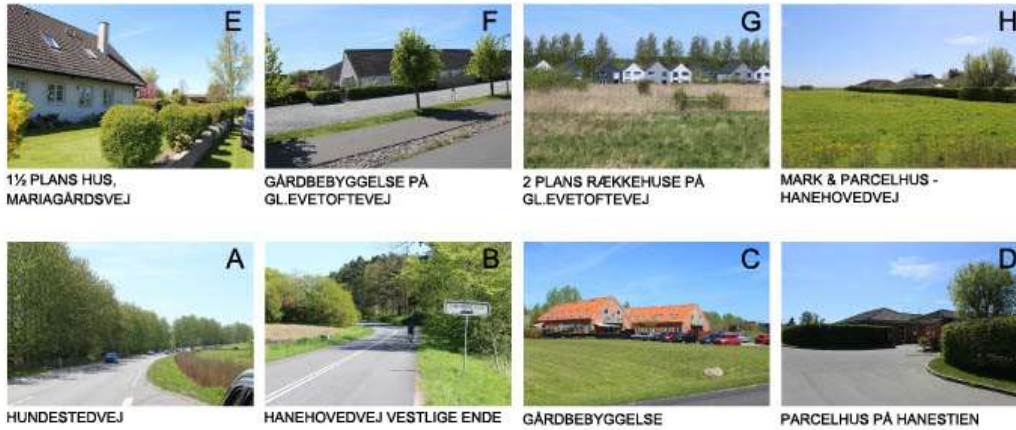 E
F
G
H
1½ PLANS HUS,
MARIAGÅRDSVEJ
GÅRDBEBYGGELSE PÅ
GL.EVETOFTEVEJ
2 PLANS RÆKKEHUSE PÅ
GL.EVETOFTEVEJ
MARK & PARCELHUS -
HANEHOVEDVEJ
A
B
C
D
HUNDESTEDVEJ
HANEHOVEDVEJ VESTLIGE ENDE
GÅRDBEBYGGELSE
PARCELHUS PÅ HANESTIEN